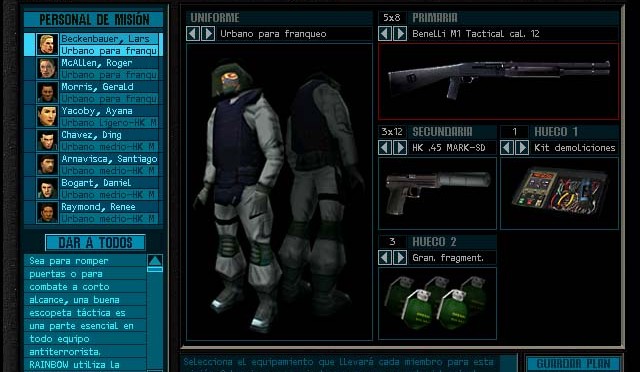 PERSONAL DE MISIÓN
Beckenbauer, Lars
Urbano para franqu
McAllen, Roger
Urbano para franqu
Morris, Gerald
Urbano para franqu
Yacoby, Ayana
Urbano ligero-HK M
Chavez, Ding
Urbano medio-HK M
Arnavisca, Santiago
Urbano medio-HK M
Bogart, Daniel
Urbano medio-HK M
Raymond, Renee
Urbano medio-HK M
DAR A TODOS
Sea para romper
puertas o para
combate a corto
alcance, una buena
escopeta táctica es
una parte esencial en
todo equipo
antiterrorista.
RAINBOW utiliza la
UNIFORME
Urbano para franqueo
5x8 PRIMARIA
Benelli M1 Tactical cal. 12
3x12 SECUNDARIA
HK .45 MARK-SD
1 HUECO 1
Kit demoliciones
3 HUECO 2
Gran. fragment.
Selecciona el equipamiento que llevará cada miembro para este
GUARDAR PLAN